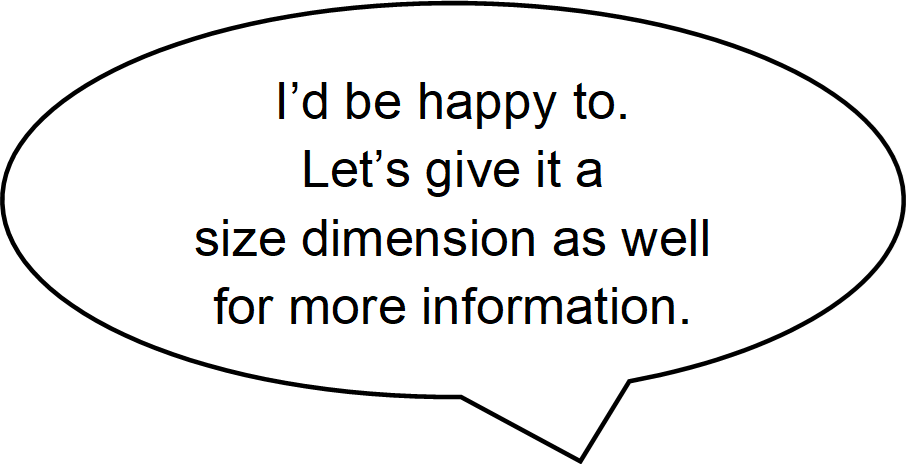 I’d be happy to.
Let’s give it a
size dimension as well
for more information.